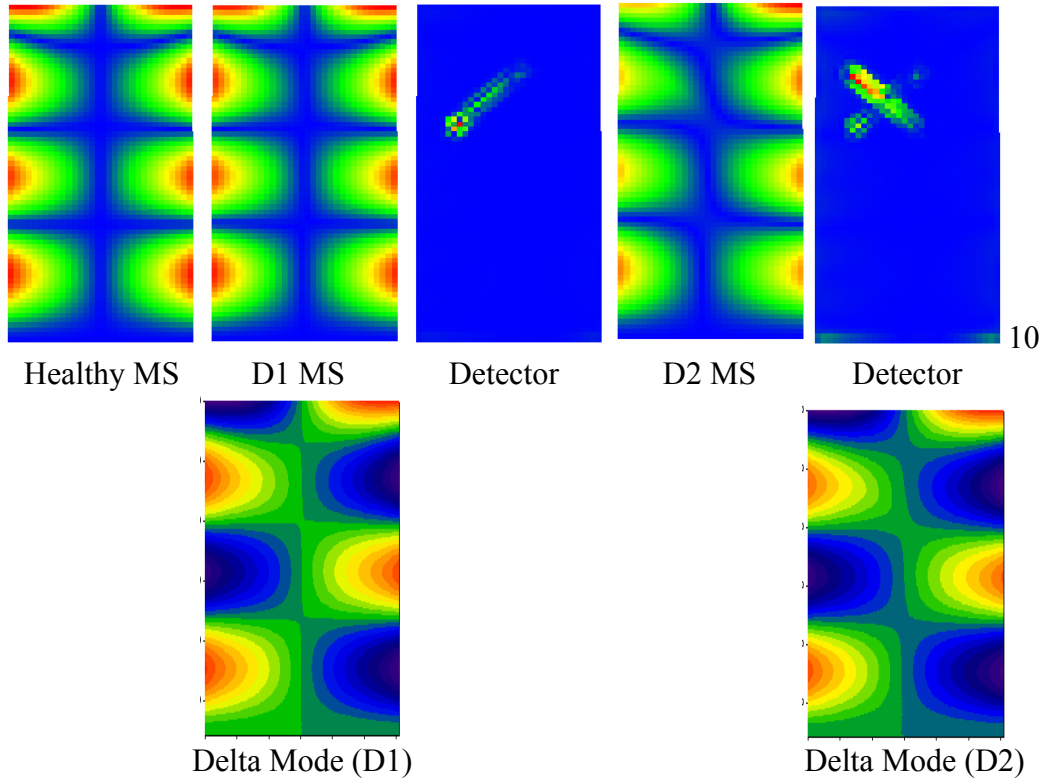 10
Healthy MS
D1 MS
Detector
D2 MS
Detector
Delta Mode (D1)
Delta Mode (D2)